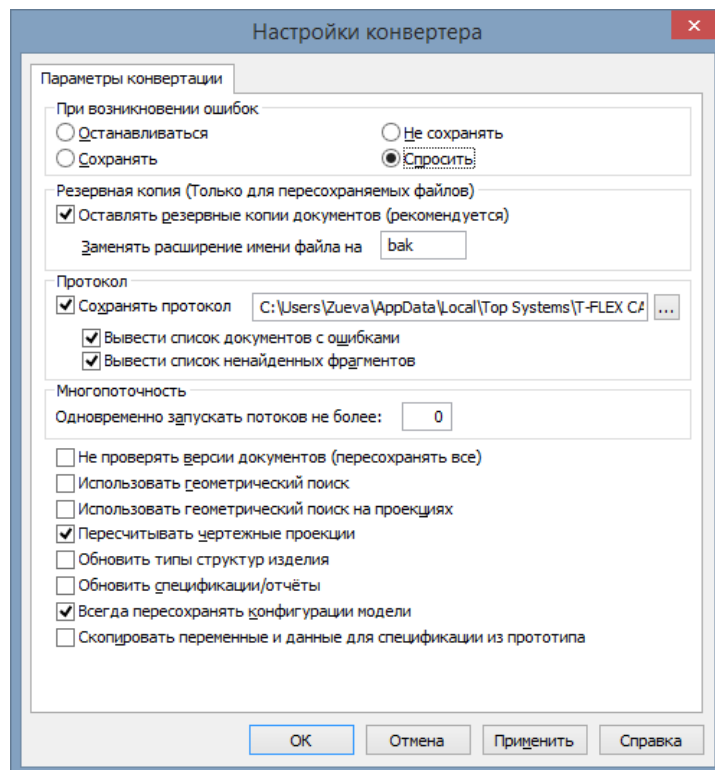 Настройки конвертера
Параметры конвертации
При возникновении ошибок
Останавливаться
Не сохранять
Сохранять
Спросить
Резервная копия (Только для пересохраняемых файлов)
Оставлять резервные копии документов (рекомендуется)
Заменять расширение имени файла на bak
Протокол
Сохранять протокол C:\Users\Zueva\AppData\Local\Top Systems\T-FLEX CA ...
Вывести список документов с ошибками
Вывести список ненайденных фрагментов
Многопоточность
Одновременно запускать потоков не более: 0
Не проверять версии документов (пересохранять все)
Использовать геометрический поиск
Использовать геометрический поиск на проекциях
Пересчитывать чертежные проекции
Обновить типы структур изделия
Обновить спецификации/отчёты
Всегда пересохранять конфигурации модели
Скопировать переменные и данные для спецификации из прототипа
ОК Отмена Применить Справка